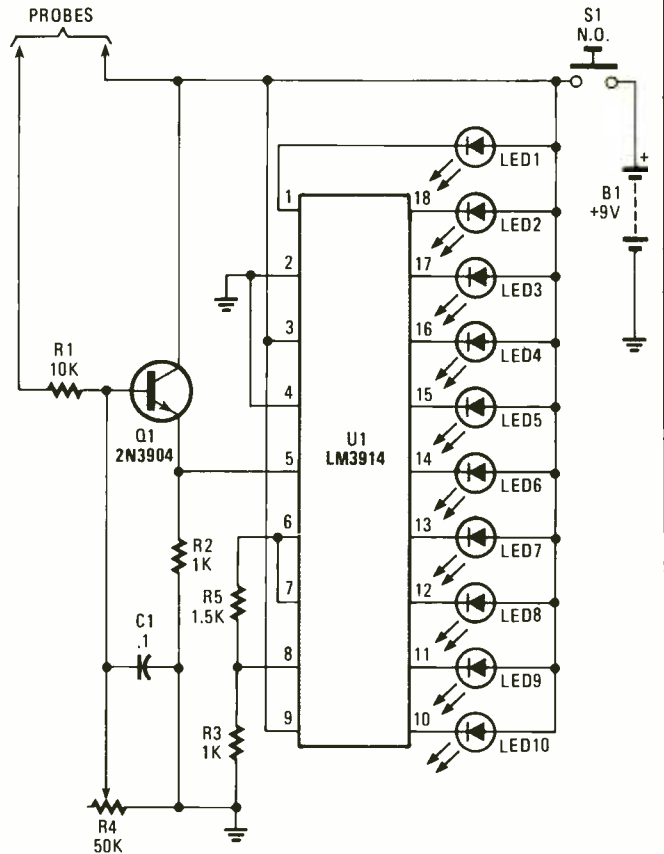 PROBES
S1
N.O.
LED1
+
B1
+9V
1
18
LED2
2
17
LED3
3
16
LED4
R1
10K
4
15
LED5
Q1
2N3904
U1
LM3914
5
14
LED6
6
13
LED7
R2
1K
R5
1.5K
7
12
LED8
C1
.1
8
11
LED9
R3
1K
9
10
LED10
R4
50K